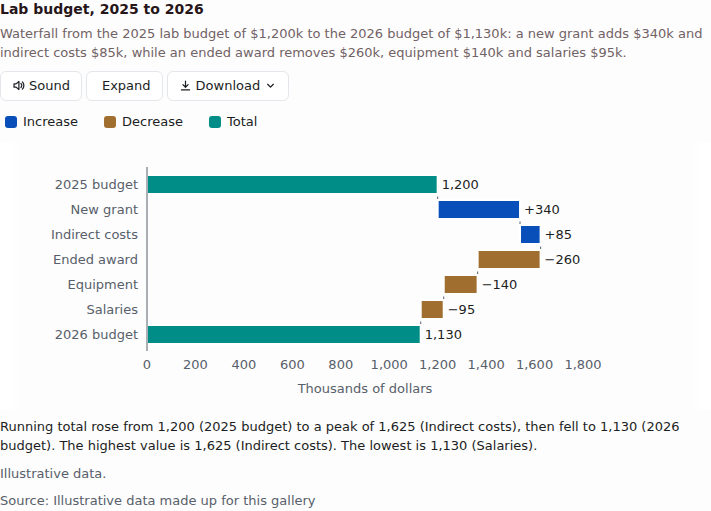 Lab budget, 2025 to 2026
Waterfall from the 2025 lab budget of $1,200k to the 2026 budget of $1,130k: a new grant adds $340k and
indirect costs $85k, while an ended award removes $260k, equipment $140k and salaries $95k.
Sound Expand Download
Increase Decrease Total
2025 budget 1,200
New grant +340
Indirect costs +85
Ended award −260
Equipment −140
Salaries −95
2026 budget 1,130
0 200 400 600 800 1,000 1,200 1,400 1,600 1,800
Thousands of dollars
Running total rose from 1,200 (2025 budget) to a peak of 1,625 (Indirect costs), then fell to 1,130 (2026
budget). The highest value is 1,625 (Indirect costs). The lowest is 1,130 (Salaries).
Illustrative data.
Source: Illustrative data made up for this gallery